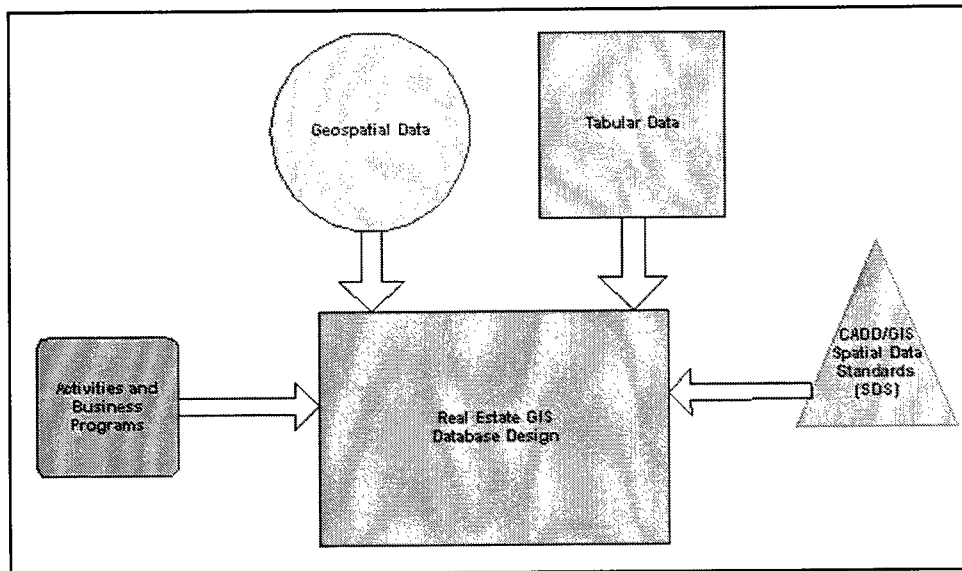 Geospatial Data
Tabular Data
CADD/GIS
Spatial Data
Standards
(SDS)
Activities and
Business
Programs
Real Estate GIS
Database Design